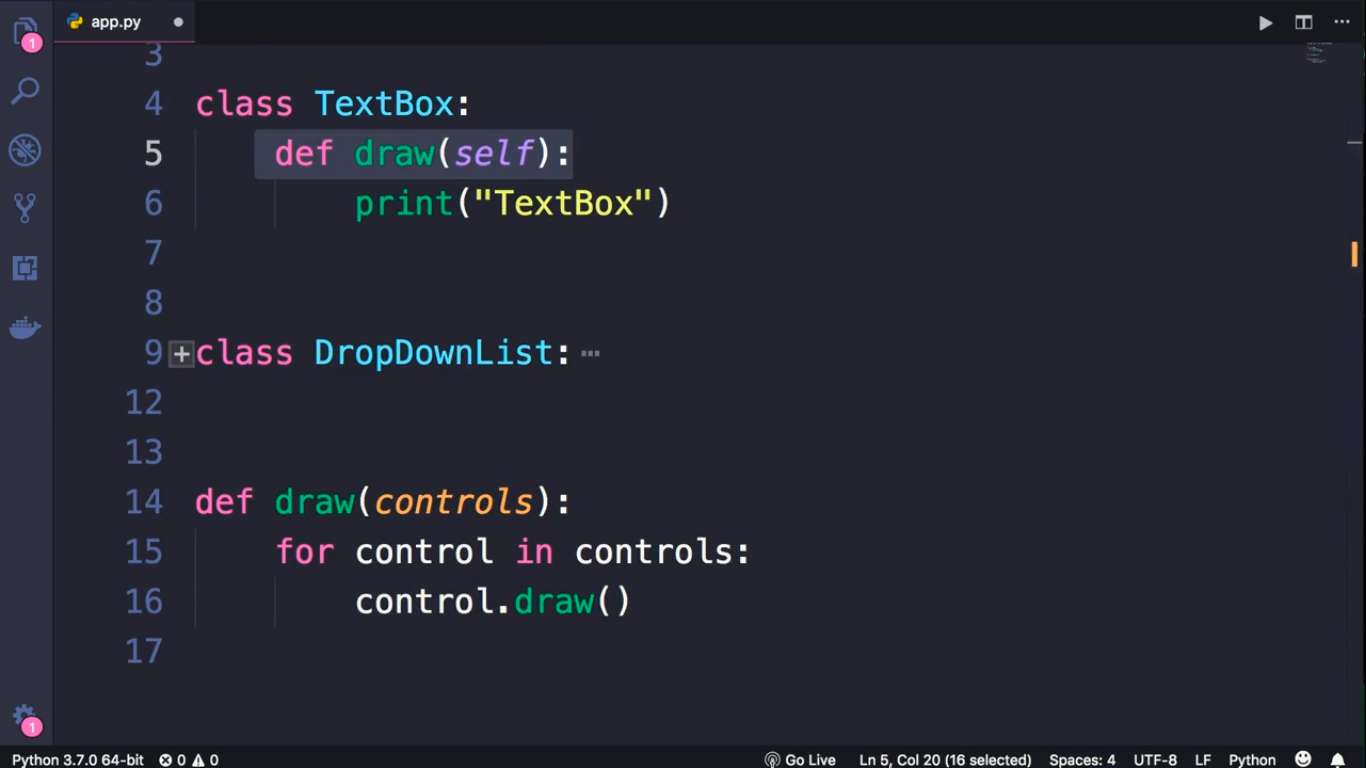 app.py
1
3
4 class TextBox:
5 def draw(self):
6 print("TextBox")
7
8
9 class DropDownList: ⋯
12
13
14 def draw(controls):
15 for control in controls:
16 control.draw()
17
1
Python 3.7.0 64-bit 0 0 Go Live Ln 5, Col 20 (16 selected) Spaces: 4 UTF-8 LF Python